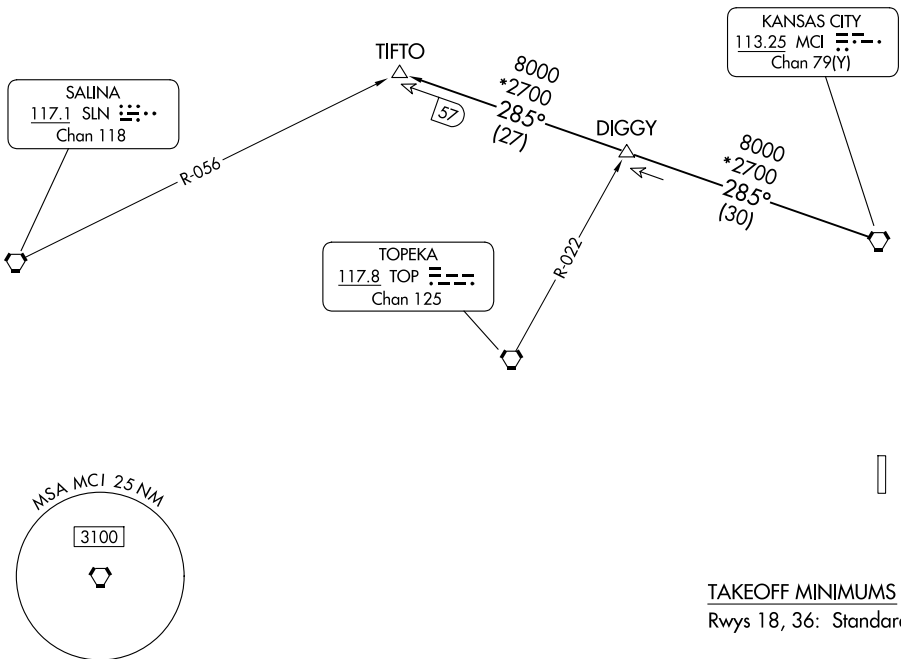 KANSAS CITY
113.25 MCI
Chan 79(Y)
TIFTO
8000
*2700
285°
(27)
57
SALINA
117.1 SLN
Chan 118
DIGGY
8000
*2700
285°
(30)
R-056
R-022
TOPEKA
117.8 TOP
Chan 125
MSA MCI 25 NM
3100
TAKEOFF MINIMUMS
Rwys 18, 36: Standard